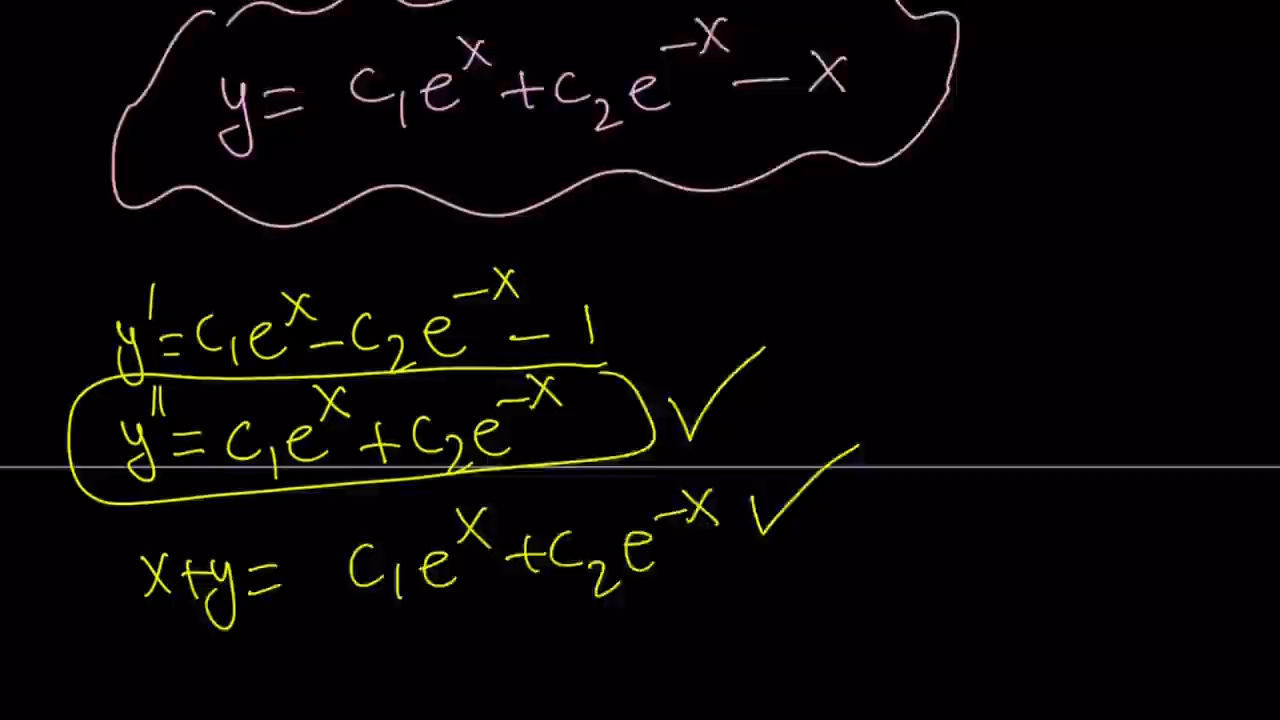 y = c₁eˣ + c₂e⁻ˣ − x
y' = c₁eˣ − c₂e⁻ˣ − 1
y'' = c₁eˣ + c₂e⁻ˣ ✓
x+y = c₁eˣ + c₂e⁻ˣ ✓